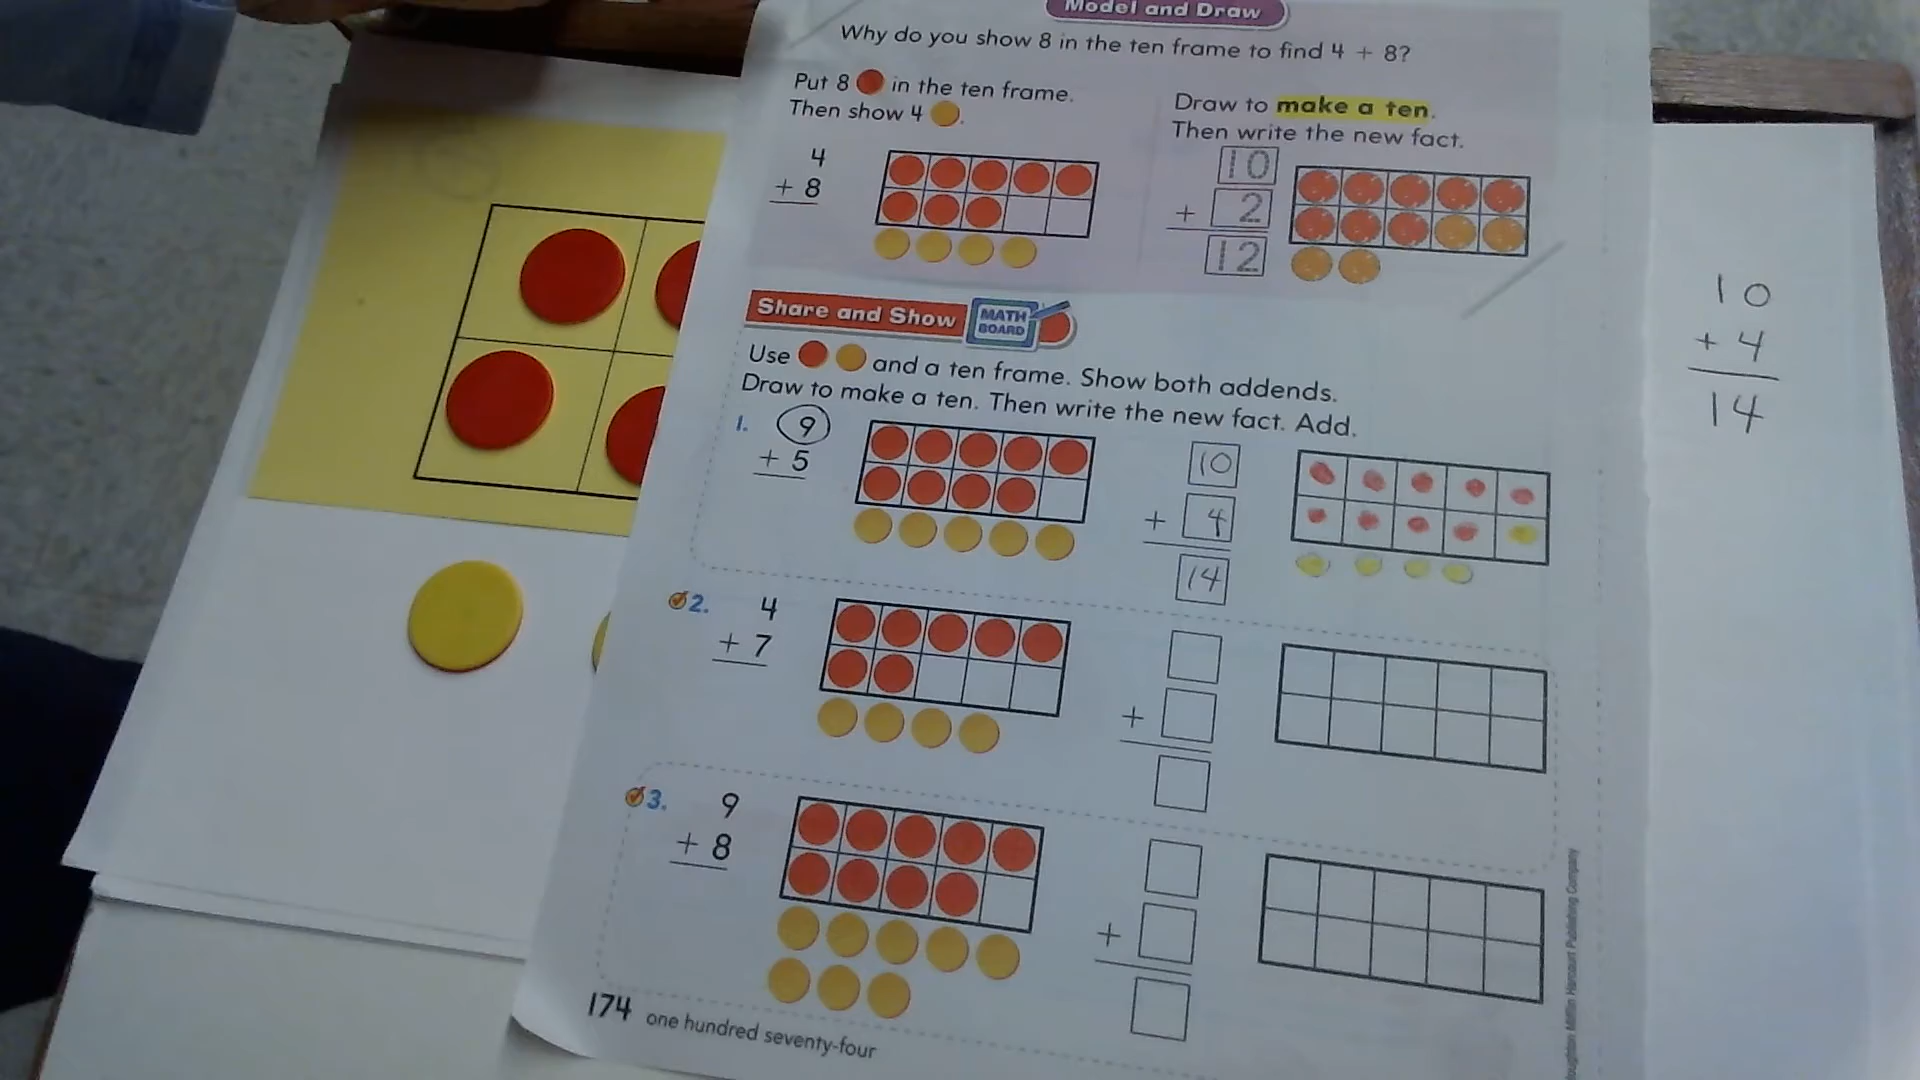 Model and Draw
Why do you show 8 in the ten frame to find 4 + 8?
Put 8 in the ten frame.
Then show 4 .
4
+ 8
Draw to make a ten.
Then write the new fact.
10
+ 2
12
Share and Show
MATH
BOARD
Use and a ten frame. Show both addends.
Draw to make a ten. Then write the new fact. Add.
1. 9
+ 5
10
+ 4
14
2. 4
+ 7
+
3. 9
+ 8
+
174 one hundred seventy-four
Harcourt Publishing Company
10
+ 4
14